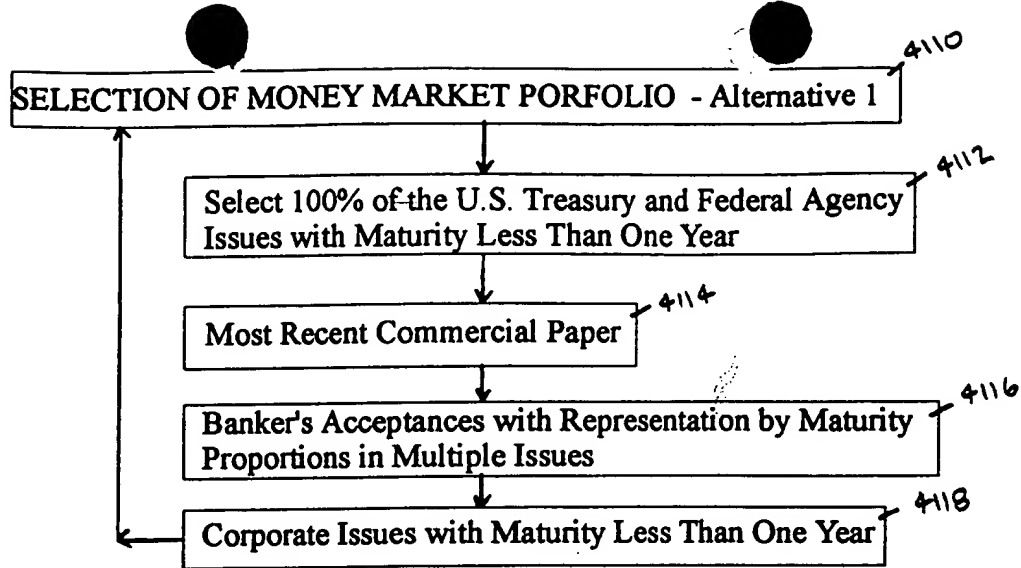 4110
SELECTION OF MONEY MARKET PORFOLIO - Alternative 1
4112
Select 100% of the U.S. Treasury and Federal Agency
Issues with Maturity Less Than One Year
4114
Most Recent Commercial Paper
4116
Banker's Acceptances with Representation by Maturity
Proportions in Multiple Issues
4118
Corporate Issues with Maturity Less Than One Year